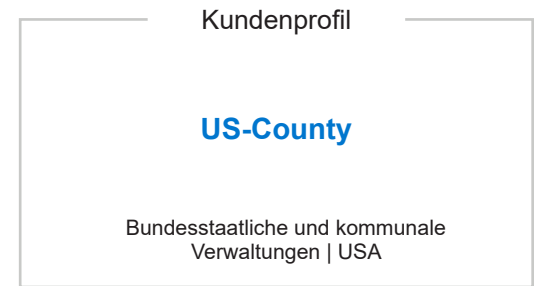 Kundenprofil
US-County
Bundesstaatliche und kommunale
Verwaltungen | USA